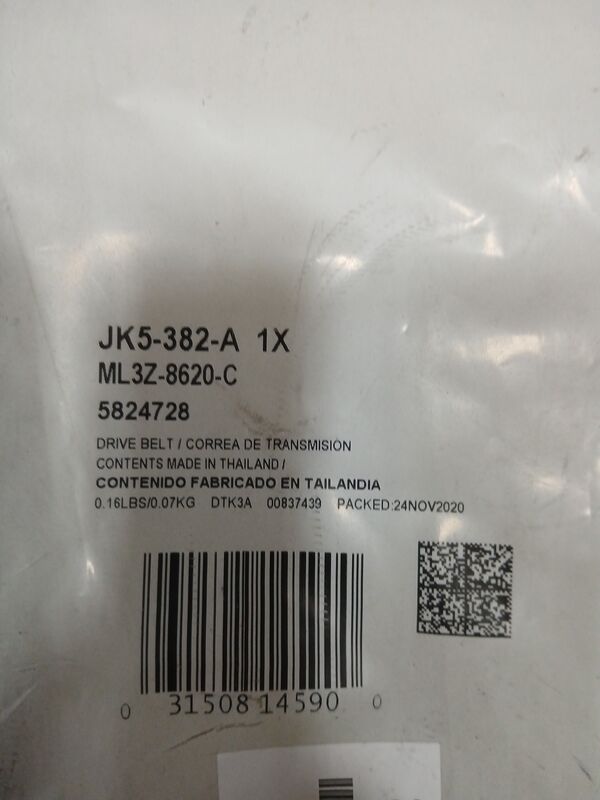 JK5-382-A 1X
ML3Z-8620-C
5824728
DRIVE BELT / CORREA DE TRANSMISION
CONTENTS MADE IN THAILAND /
CONTENIDO FABRICADO EN TAILANDIA
0.16LBS/0.07KG DTK3A 00837439 PACKED:24NOV2020
0 31508 14590 0